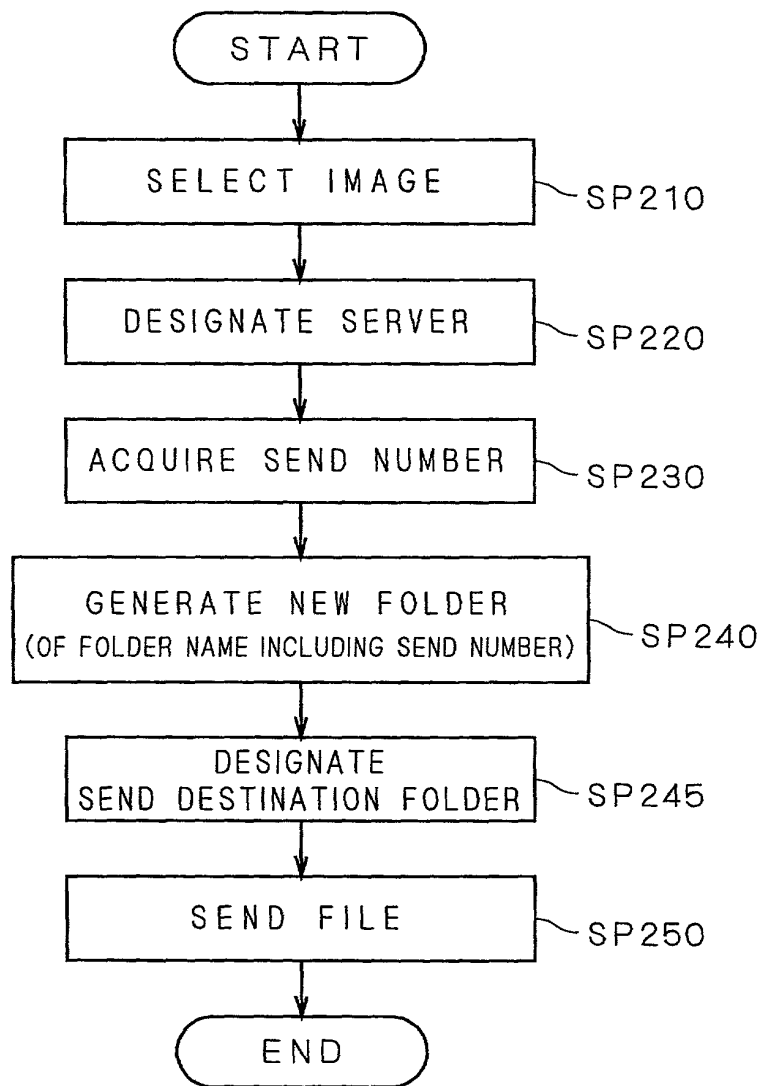 START
SELECT IMAGE
SP210
DESIGNATE SERVER
SP220
ACQUIRE SEND NUMBER
SP230
GENERATE NEW FOLDER
(OF FOLDER NAME INCLUDING SEND NUMBER)
SP240
DESIGNATE
SEND DESTINATION FOLDER
SP245
SEND FILE
SP250
END